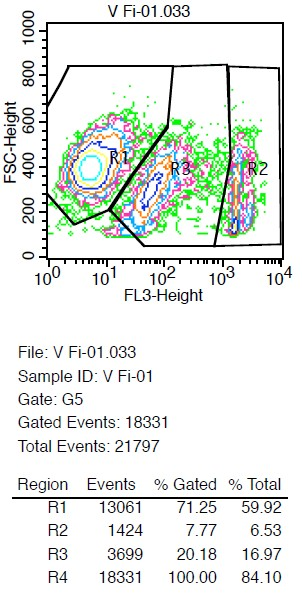 V Fi-01.033
1000
800
600
400
200
0
FSC-Height
R1
R3
R2
10^0 10^1 10^2 10^3 10^4
FL3-Height
File: V Fi-01.033
Sample ID: V Fi-01
Gate: G5
Gated Events: 18331
Total Events: 21797
Region Events % Gated % Total
R1 13061 71.25 59.92
R2 1424 7.77 6.53
R3 3699 20.18 16.97
R4 18331 100.00 84.10